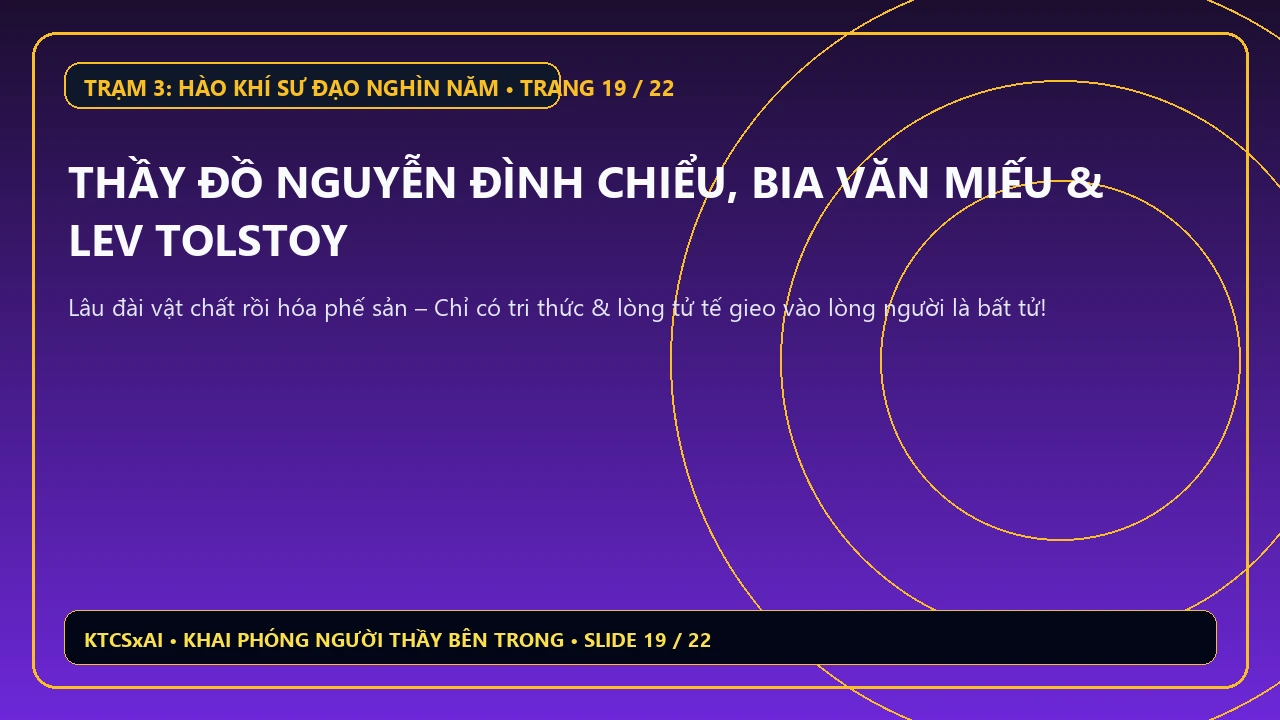 TRẠM 3: HÀO KHÍ SƯ ĐẠO NGHÌN NĂM • TRANG 19 / 22
THẦY ĐỒ NGUYỄN ĐÌNH CHIỂU, BIA VĂN MIẾU &
LEV TOLSTOY
Lâu đài vật chất rồi hóa phế sản – Chỉ có tri thức & lòng tử tế gieo vào lòng người là bất tử!
KTCSxAI • KHAI PHÓNG NGƯỜI THẦY BÊN TRONG • SLIDE 19 / 22